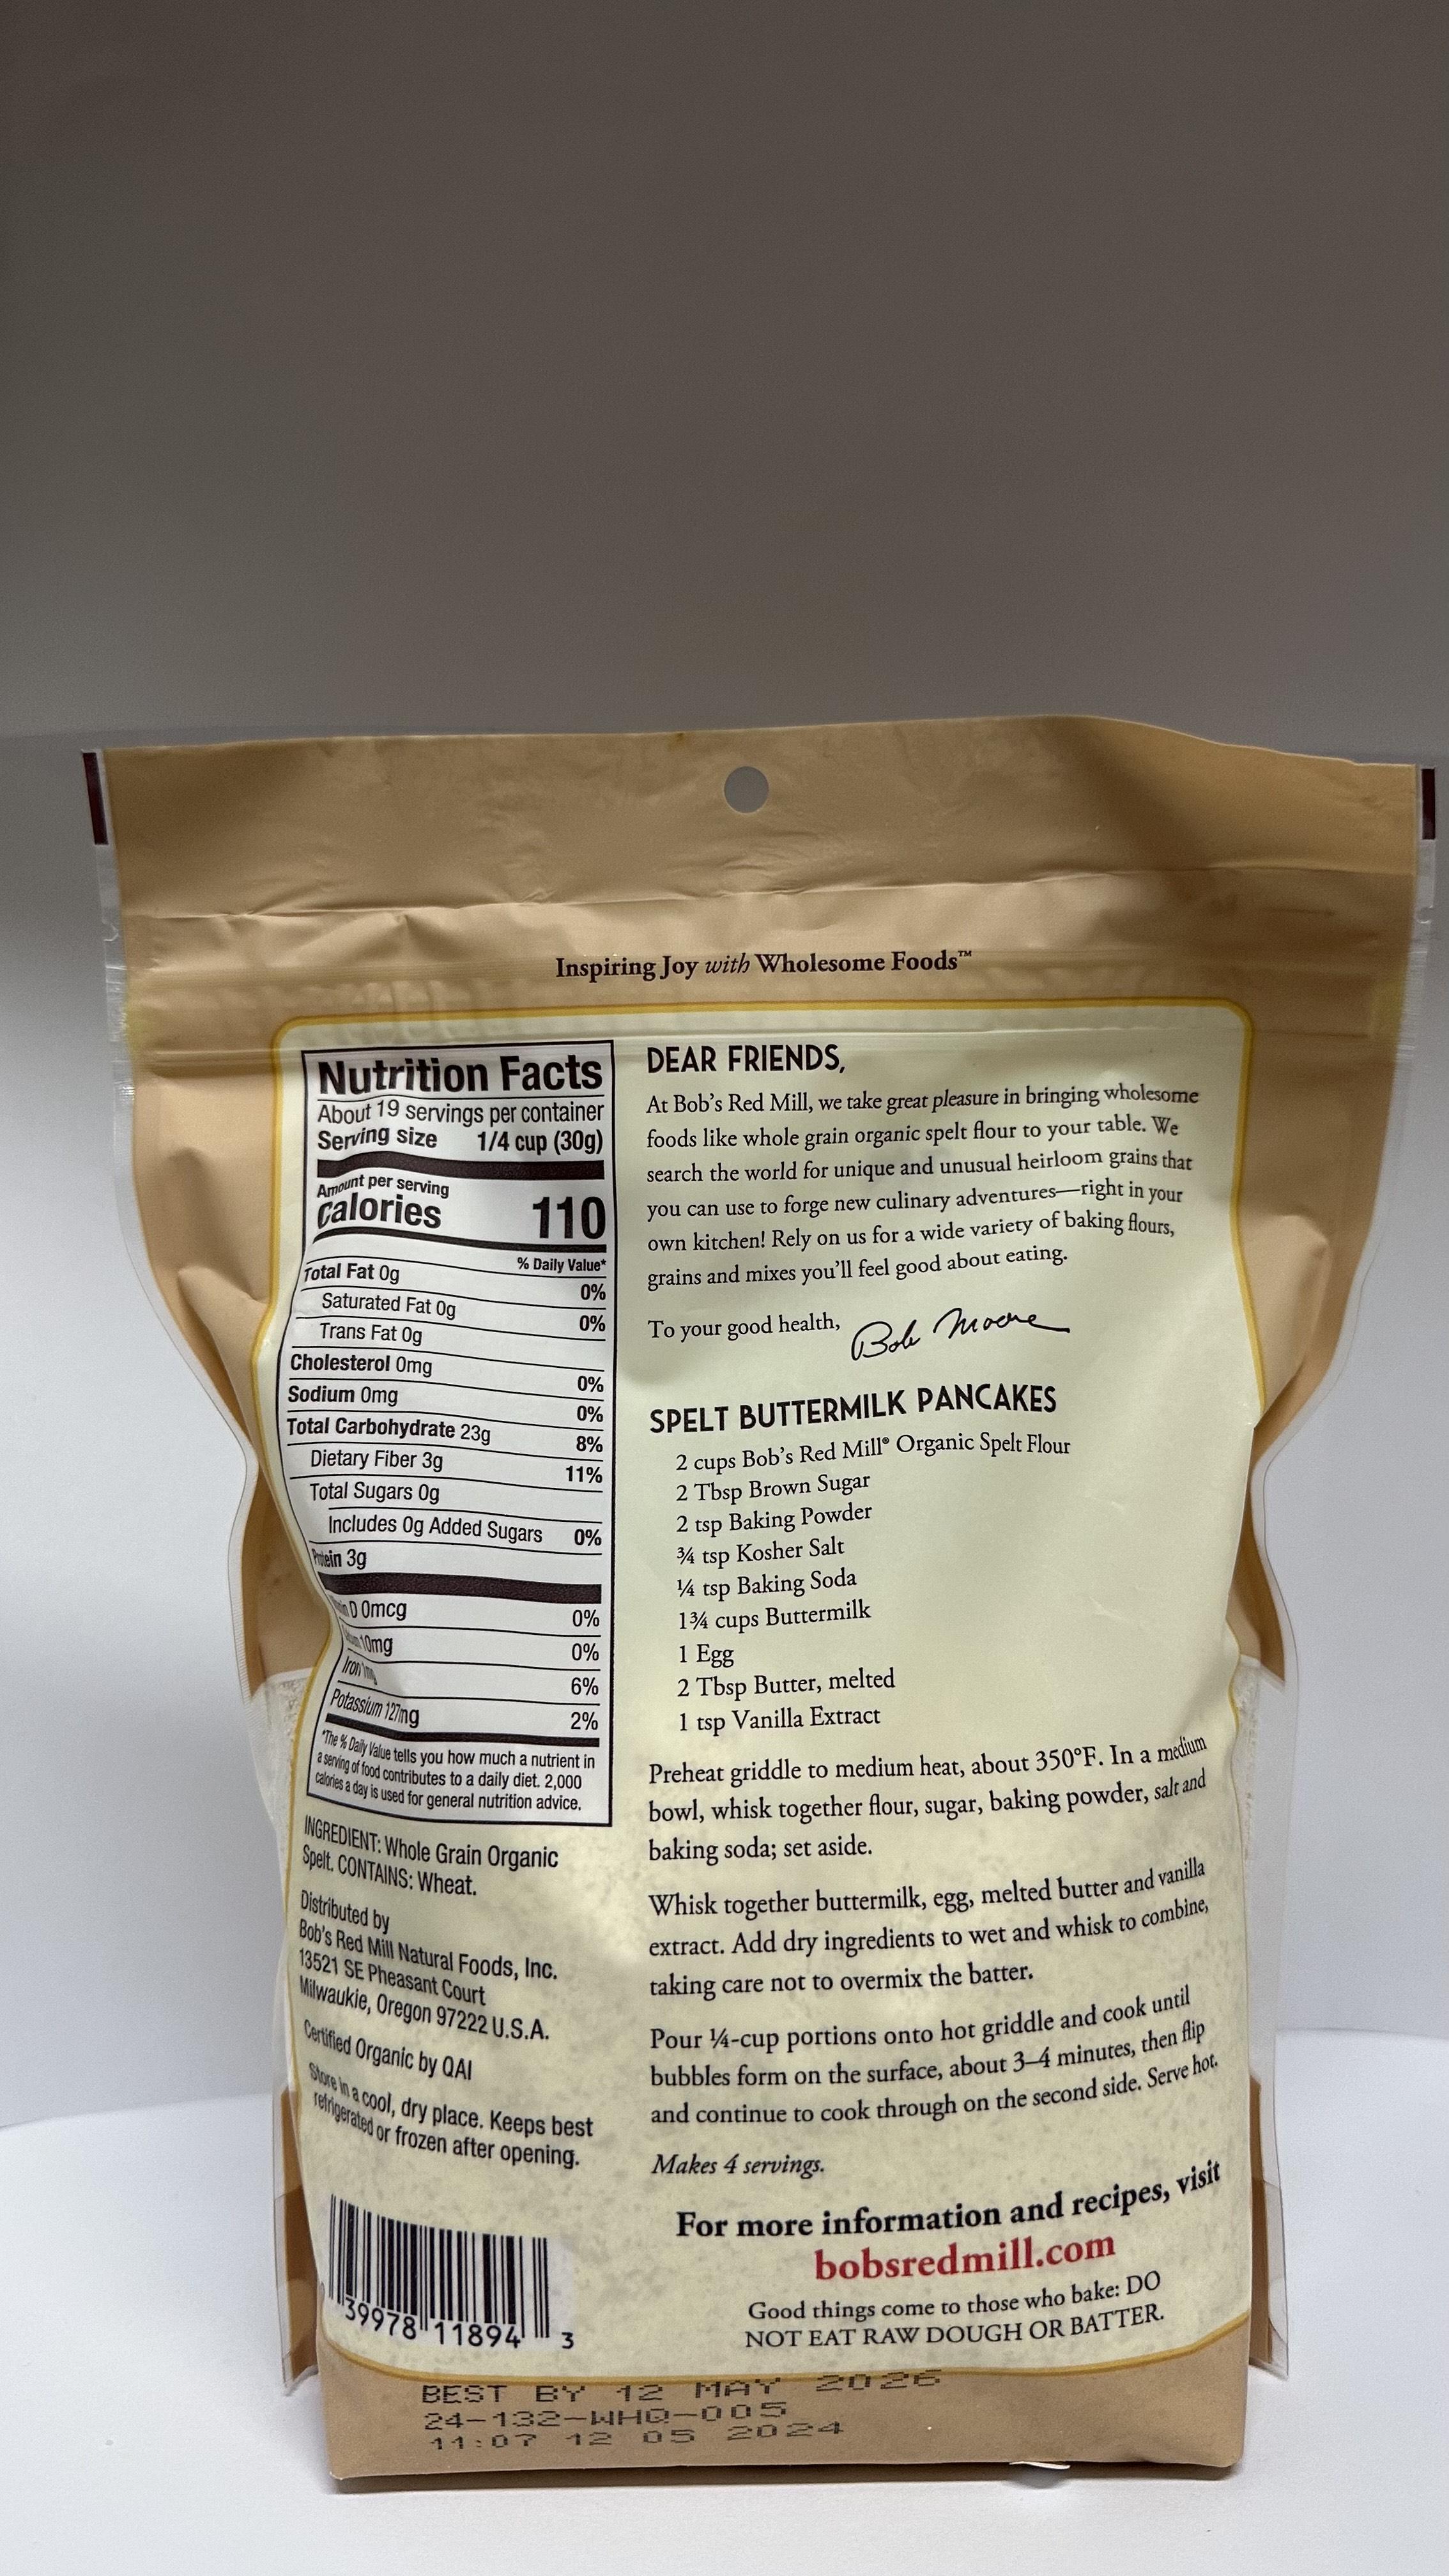 Inspiring Joy with Wholesome Foods™
Nutrition Facts
About 19 servings per container
Serving size 1/4 cup (30g)
Amount per serving
Calories 110
% Daily Value*
Total Fat 0g 0%
Saturated Fat 0g 0%
Trans Fat 0g
Cholesterol 0mg 0%
Sodium 0mg 0%
Total Carbohydrate 23g 8%
Dietary Fiber 3g 11%
Total Sugars 0g
Includes 0g Added Sugars 0%
Protein 3g
D 0mcg 0%
10mg 0%
Iron 1mg 6%
Potassium 127mg 2%
*The % Daily Value tells you how much a nutrient in
a serving of food contributes to a daily diet. 2,000
calories a day is used for general nutrition advice.
INGREDIENT: Whole Grain Organic
Spelt. CONTAINS: Wheat.
Distributed by
Bob's Red Mill Natural Foods, Inc.
13521 SE Pheasant Court
Milwaukie, Oregon 97222 U.S.A.
Certified Organic by QAI
Store in a cool, dry place. Keeps best
refrigerated or frozen after opening.
39978 11894 3
DEAR FRIENDS,
At Bob's Red Mill, we take great pleasure in bringing wholesome
foods like whole grain organic spelt flour to your table. We
search the world for unique and unusual heirloom grains that
you can use to forge new culinary adventures—right in your
own kitchen! Rely on us for a wide variety of baking flours,
grains and mixes you'll feel good about eating.
To your good health, Bob Moore
SPELT BUTTERMILK PANCAKES
2 cups Bob's Red Mill® Organic Spelt Flour
2 Tbsp Brown Sugar
2 tsp Baking Powder
¾ tsp Kosher Salt
¼ tsp Baking Soda
1¾ cups Buttermilk
1 Egg
2 Tbsp Butter, melted
1 tsp Vanilla Extract
Preheat griddle to medium heat, about 350°F. In a medium
bowl, whisk together flour, sugar, baking powder, salt and
baking soda; set aside.
Whisk together buttermilk, egg, melted butter and vanilla
extract. Add dry ingredients to wet and whisk to combine,
taking care not to overmix the batter.
Pour ¼-cup portions onto hot griddle and cook until
bubbles form on the surface, about 3–4 minutes, then flip
and continue to cook through on the second side. Serve hot.
Makes 4 servings.
For more information and recipes, visit
bobsredmill.com
Good things come to those who bake: DO
NOT EAT RAW DOUGH OR BATTER.
BEST BY 12 MAY 2026
24-132-WHQ-005
11:07 12 05 2024